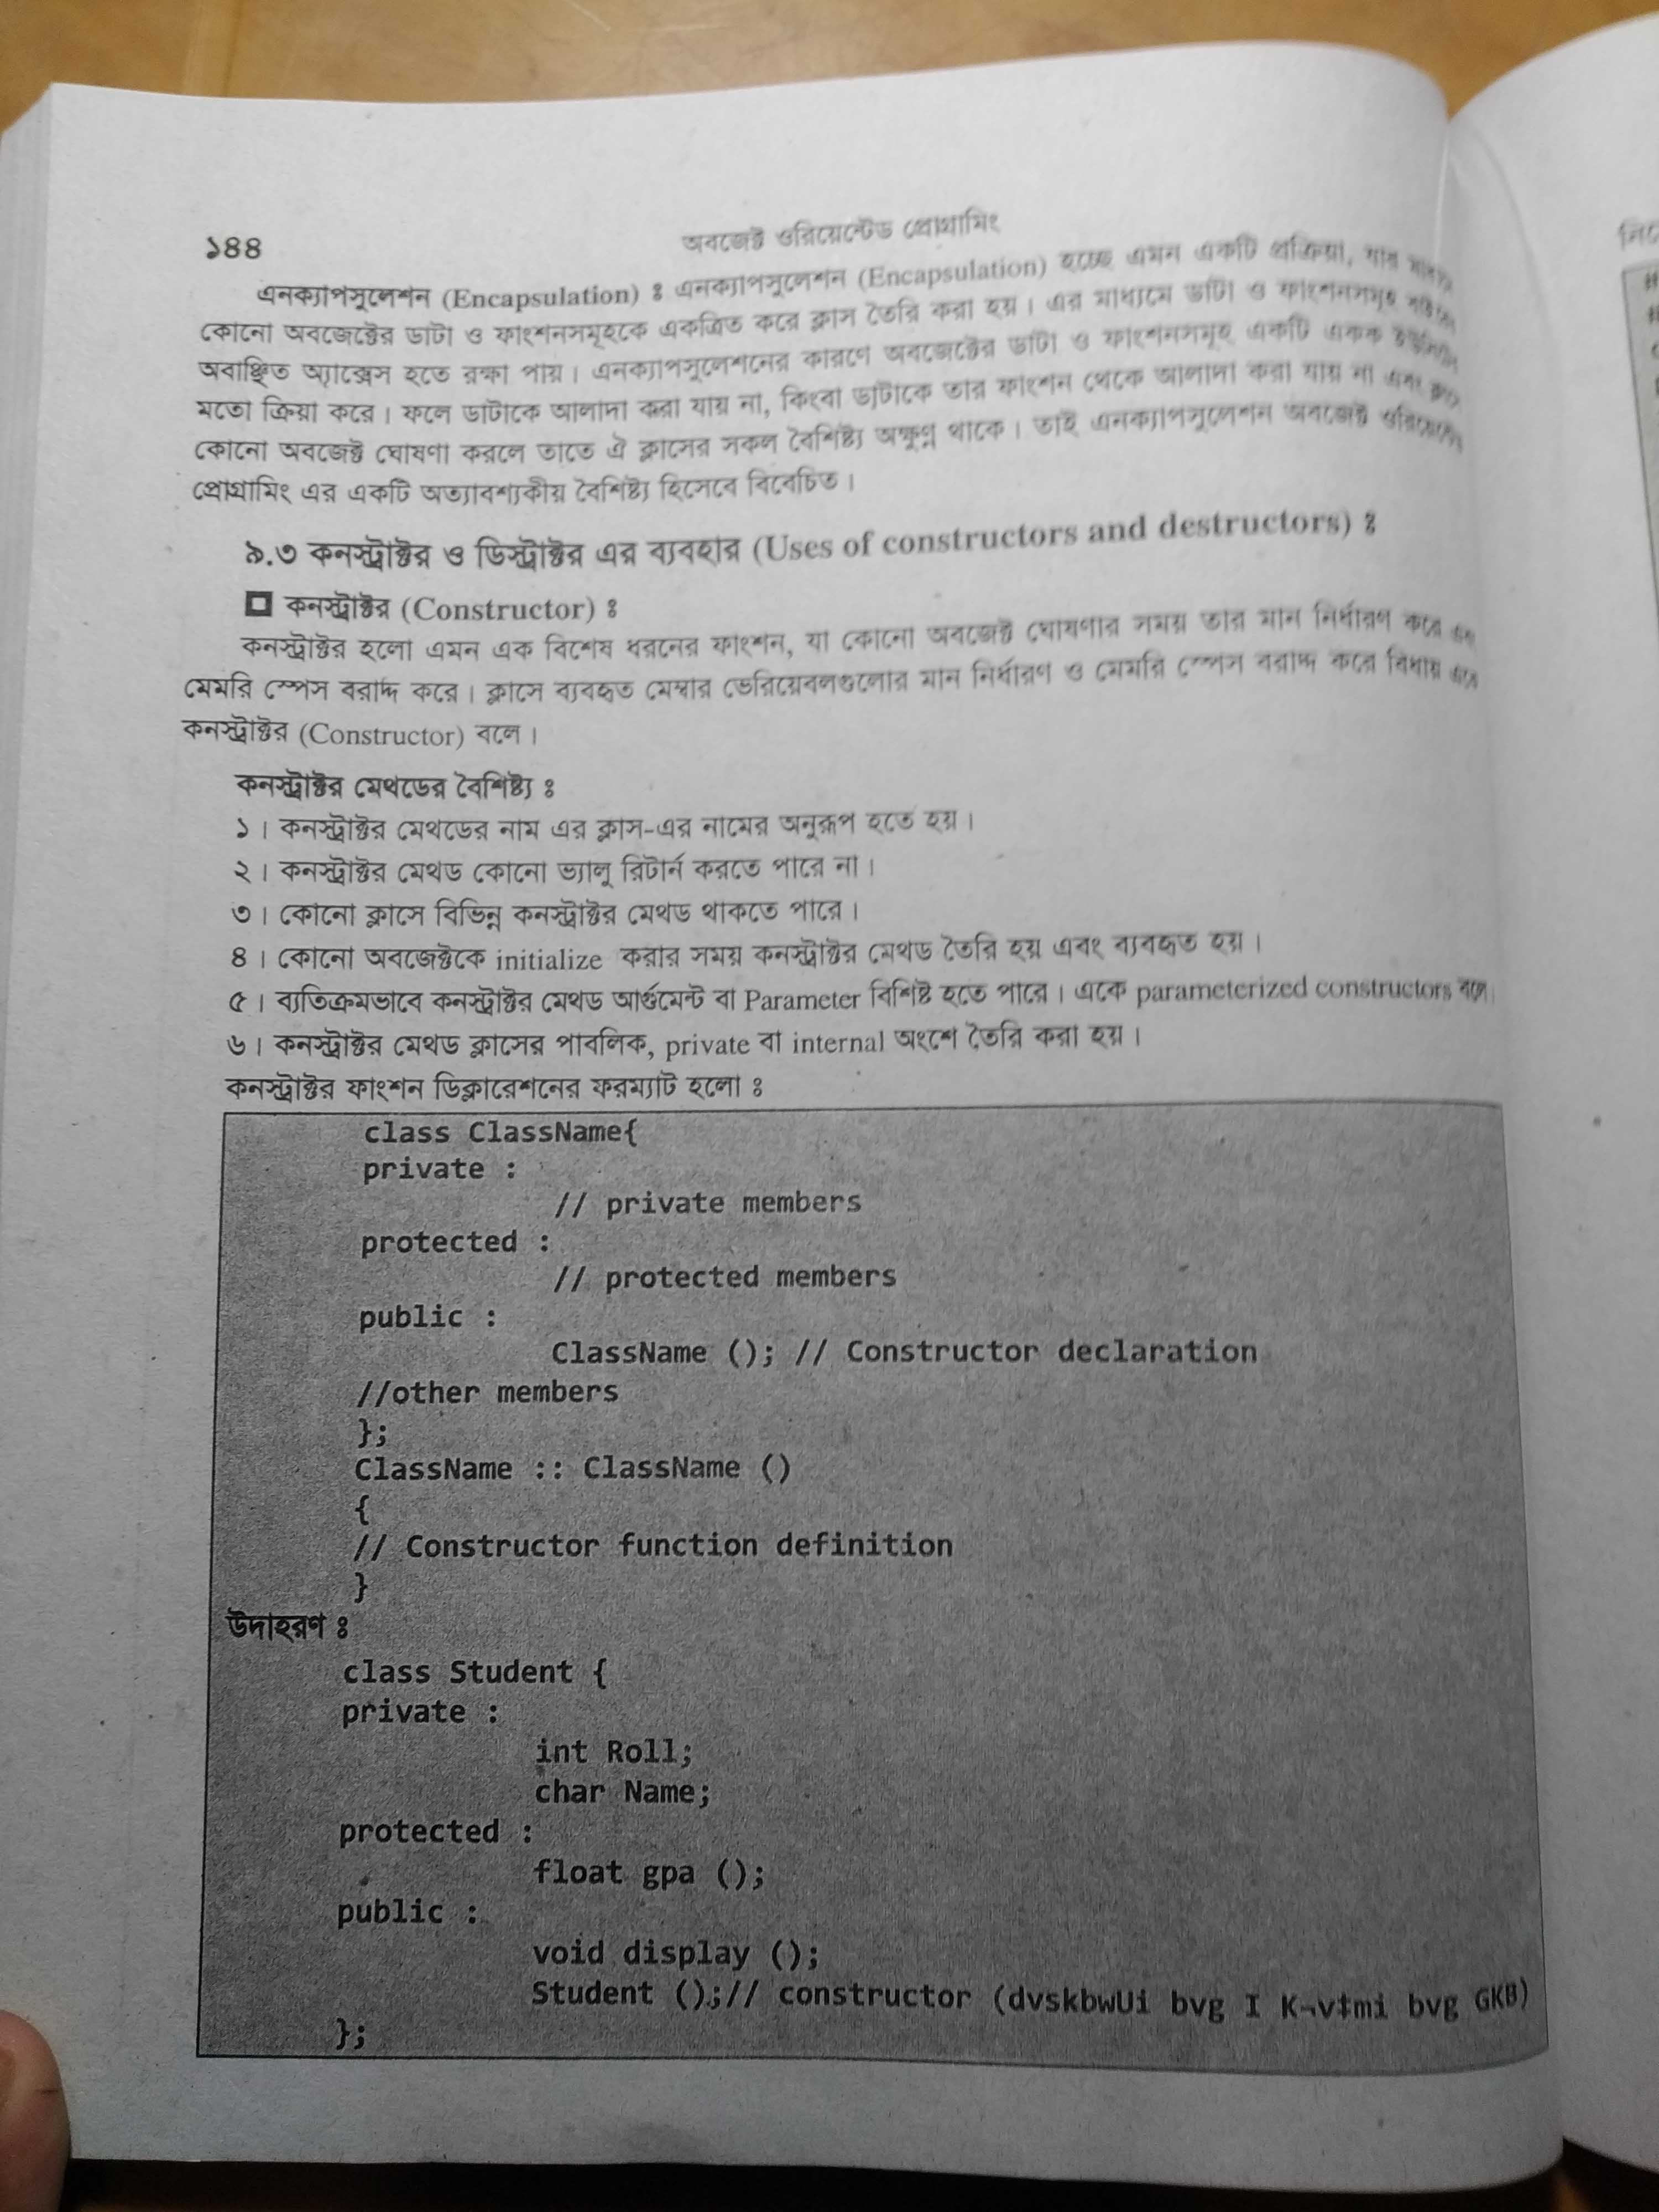 ১৪৪
অবজেক্ট ওরিয়েন্টেড প্রোগ্রামিং
এনক্যাপসুলেশন (Encapsulation) ঃ এনক্যাপসুলেশন (Encapsulation) হচ্ছে এমন একটি প্রক্রিয়া, যার
কোনো অবজেক্টের ডাটা ও ফাংশনসমূহকে একত্রিত করে ক্লাস তৈরি করা হয়। এর মাধ্যমে ডাটা ও ফাংশনসমূহ
অবাঞ্ছিত অ্যাক্সেস হতে রক্ষা পায়। এনক্যাপসুলেশনের কারণে অবজেক্টের ডাটা ও ফাংশনসমূহ একটি একক
মতো ক্রিয়া করে। ফলে ডাটাকে আলাদা করা যায় না, কিংবা ডাটাকে তার ফাংশন থেকে আলাদা করা যায় না এবং
কোনো অবজেক্ট ঘোষণা করলে তাতে ঐ ক্লাসের সকল বৈশিষ্ট্য অক্ষুণ্ণ থাকে। তাই এনক্যাপসুলেশন অবজেক্ট
প্রোগ্রামিং এর একটি অত্যাবশ্যকীয় বৈশিষ্ট্য হিসেবে বিবেচিত।
৯.৩ কনস্ট্রাক্টর ও ডিস্ট্রাক্টর এর ব্যবহার (Uses of constructors and destructors) ঃ
কনস্ট্রাক্টর (Constructor) ঃ
কনস্ট্রাক্টর হলো এমন এক বিশেষ ধরনের ফাংশন, যা কোনো অবজেক্ট ঘোষণার সময় তার মান নির্ধারণ করে
মেমরি স্পেস বরাদ্দ করে। ক্লাসে ব্যবহৃত মেম্বার ভেরিয়েবলগুলোর মান নির্ধারণ ও মেমরি স্পেস বরাদ্দ করে বিধায়
কনস্ট্রাক্টর (Constructor) বলে।
কনস্ট্রাক্টর মেথডের বৈশিষ্ট্য ঃ
১। কনস্ট্রাক্টর মেথডের নাম এর ক্লাস-এর নামের অনুরূপ হতে হয়।
২। কনস্ট্রাক্টর মেথড কোনো ভ্যালু রিটার্ন করতে পারে না।
৩। কোনো ক্লাসে বিভিন্ন কনস্ট্রাক্টর মেথড থাকতে পারে।
৪। কোনো অবজেক্টকে initialize করার সময় কনস্ট্রাক্টর মেথড তৈরি হয় এবং ব্যবহৃত হয়।
৫। ব্যতিক্রমভাবে কনস্ট্রাক্টর মেথড আর্গুমেন্ট বা Parameter বিশিষ্ট হতে পারে। একে parameterized constructors বলে।
৬। কনস্ট্রাক্টর মেথড ক্লাসের পাবলিক, private বা internal অংশে তৈরি করা হয়।
কনস্ট্রাক্টর ফাংশন ডিক্লারেশনের ফরম্যাট হলো ঃ
class ClassName{
private :
// private members
protected :
// protected members
public :
ClassName (); // Constructor declaration
//other members
};
ClassName :: ClassName ()
{
// Constructor function definition
}
উদাহরণ ঃ
class Student {
private :
int Roll;
char Name;
protected :
float gpa ();
public :
void display ();
Student ();// constructor (dvskbwUi bvg I K¬v‡mi bvg GKB)
};